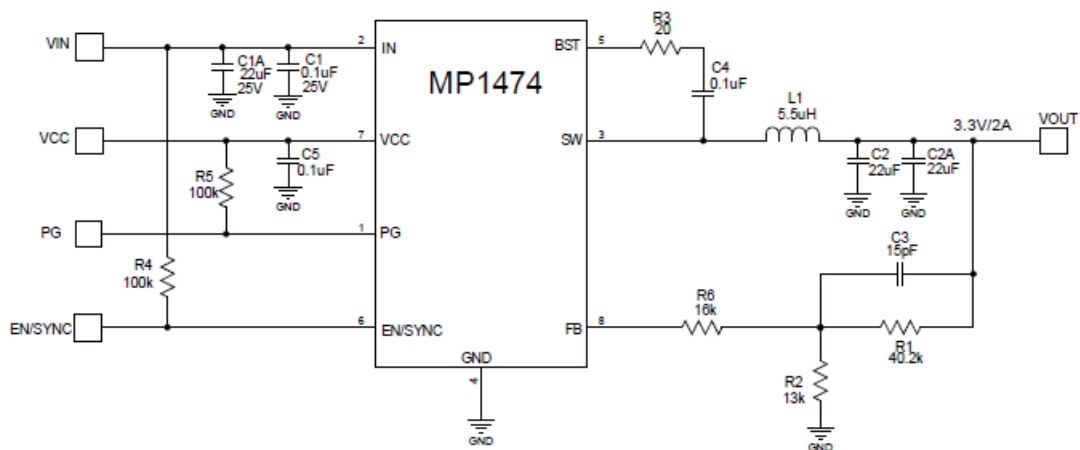 VIN
2
IN
C1A
22uF
25V
GND
C1
0.1uF
25V
GND
MP1474
BST
5
R3
20
C4
0.1uF
VCC
7
VCC
R5
100k
C5
0.1uF
GND
SW
3
L1
5.5uH
3.3V/2A
VOUT
C2
22uF
GND
C2A
22uF
GND
PG
1
PG
R4
100k
C3
15pF
EN/SYNC
6
EN/SYNC
FB
8
R6
16k
R1
40.2k
GND
4
GND
R2
13k
GND